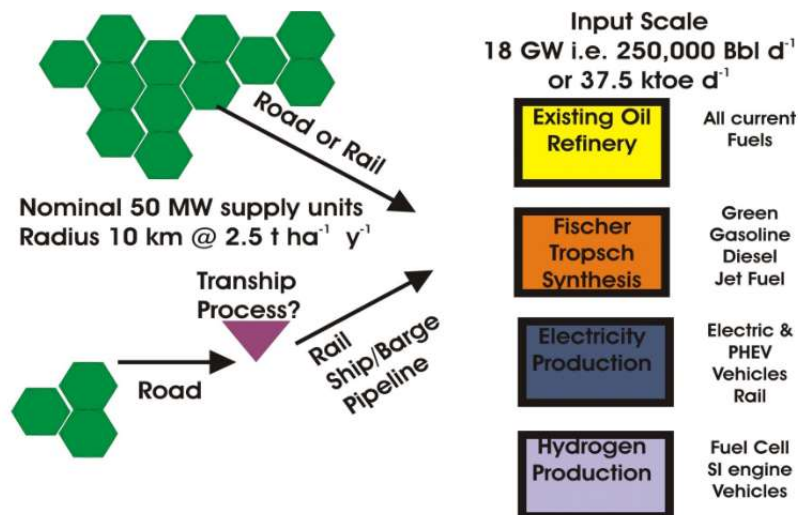 Input Scale
18 GW i.e. 250,000 Bbl d⁻¹
or 37.5 ktoe d⁻¹
Road or Rail
Existing Oil
Refinery
All current
Fuels
Nominal 50 MW supply units
Radius 10 km @ 2.5 t ha⁻¹ y⁻¹
Fischer
Tropsch
Synthesis
Green
Gasoline
Diesel
Jet Fuel
Tranship
Process?
Road
Rail
Ship/Barge
Pipeline
Electricity
Production
Electric &
PHEV
Vehicles
Rail
Hydrogen
Production
Fuel Cell
SI engine
Vehicles